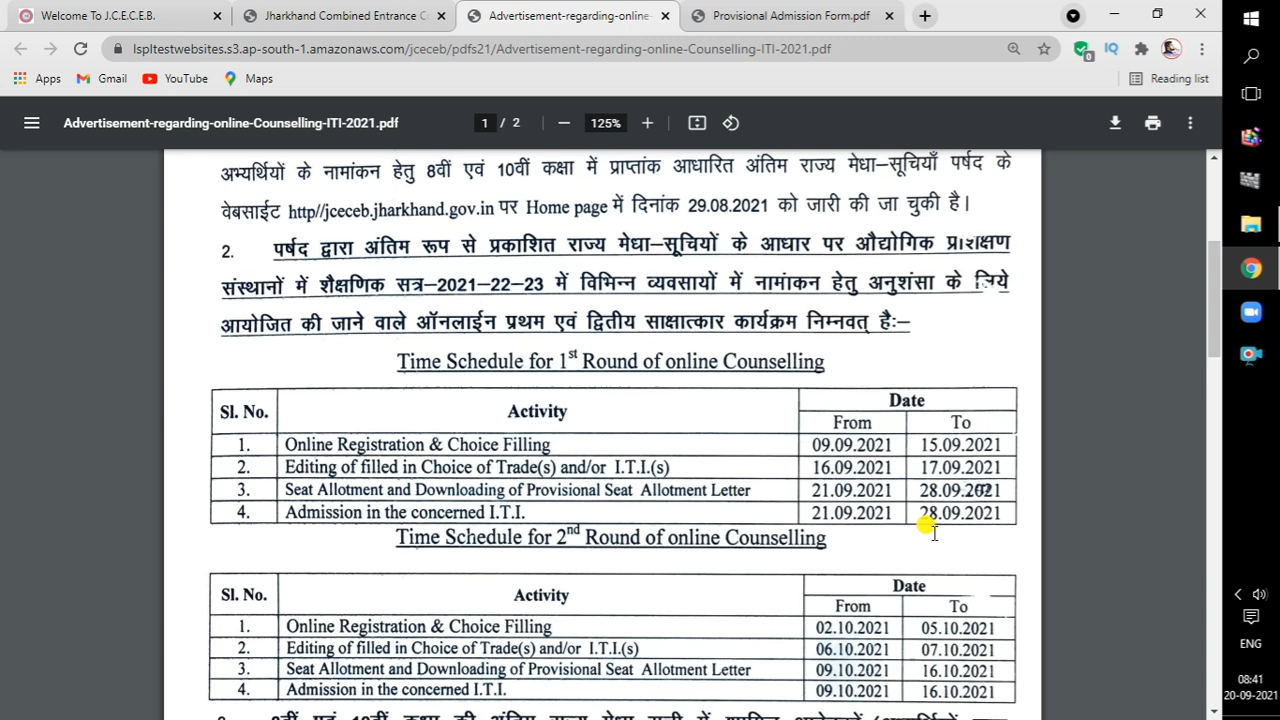 Welcome To J.C.E.C.E.B.
Jharkhand Combined Entrance C
Advertisement-regarding-online-
Provisional Admission Form.pdf
lspltestwebsites.s3.ap-south-1.amazonaws.com/jceceb/pdfs21/Advertisement-regarding-online-Counselling-ITI-2021.pdf
Apps Gmail YouTube Maps Reading list
Advertisement-regarding-online-Counselling-ITI-2021.pdf 1 / 2 125%
अभ्यर्थियों के नामांकन हेतु 8वीं एवं 10वीं कक्षा में प्राप्तांक आधारित अंतिम राज्य मेधा-सूचियाँ पर्षद के
वेबसाईट http//jceceb.jharkhand.gov.in पर Home page में दिनांक 29.08.2021 को जारी की जा चुकी है।
2. पर्षद द्वारा अंतिम रूप से प्रकाशित राज्य मेधा-सूचियों के आधार पर औद्योगिक प्रशिक्षण
संस्थानों में शैक्षणिक सत्र-2021-22-23 में विभिन्न व्यवसायों में नामांकन हेतु अनुशंसा के लिये
आयोजित की जाने वाले ऑनलाईन प्रथम एवं द्वितीय साक्षात्कार कार्यक्रम निम्नवत् है:-
Time Schedule for 1st Round of online Counselling
Sl. No. Activity Date
From To
1. Online Registration & Choice Filling 09.09.2021 15.09.2021
2. Editing of filled in Choice of Trade(s) and/or I.T.I.(s) 16.09.2021 17.09.2021
3. Seat Allotment and Downloading of Provisional Seat Allotment Letter 21.09.2021 28.09.2021
4. Admission in the concerned I.T.I. 21.09.2021 28.09.2021
Time Schedule for 2nd Round of online Counselling
Sl. No. Activity Date
From To
1. Online Registration & Choice Filling 02.10.2021 05.10.2021
2. Editing of filled in Choice of Trade(s) and/or I.T.I.(s) 06.10.2021 07.10.2021
3. Seat Allotment and Downloading of Provisional Seat Allotment Letter 09.10.2021 16.10.2021
4. Admission in the concerned I.T.I. 09.10.2021 16.10.2021
ENG
08:41
20-09-2021